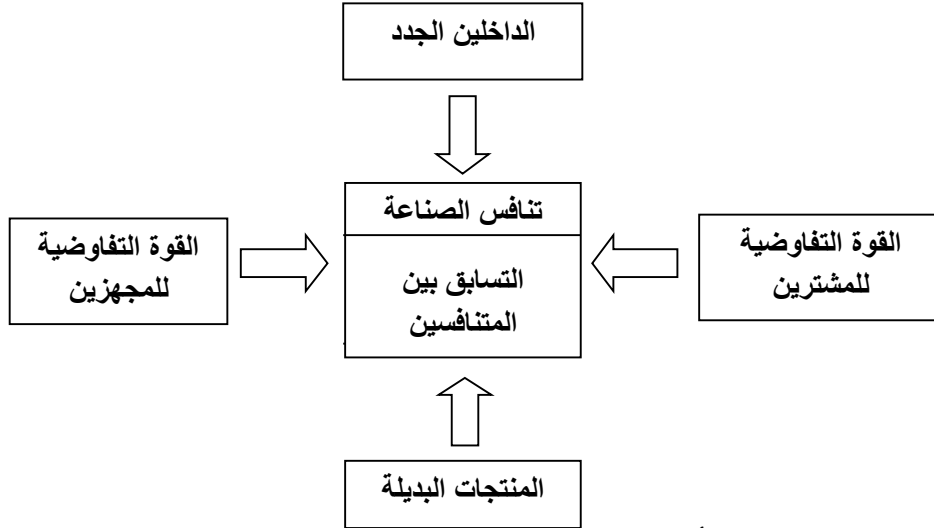 الداخلين الجدد
تنافس الصناعة
القوة التفاوضية
للمشترين
التسابق بين
المتنافسين
القوة التفاوضية
للمجهزين
المنتجات البديلة